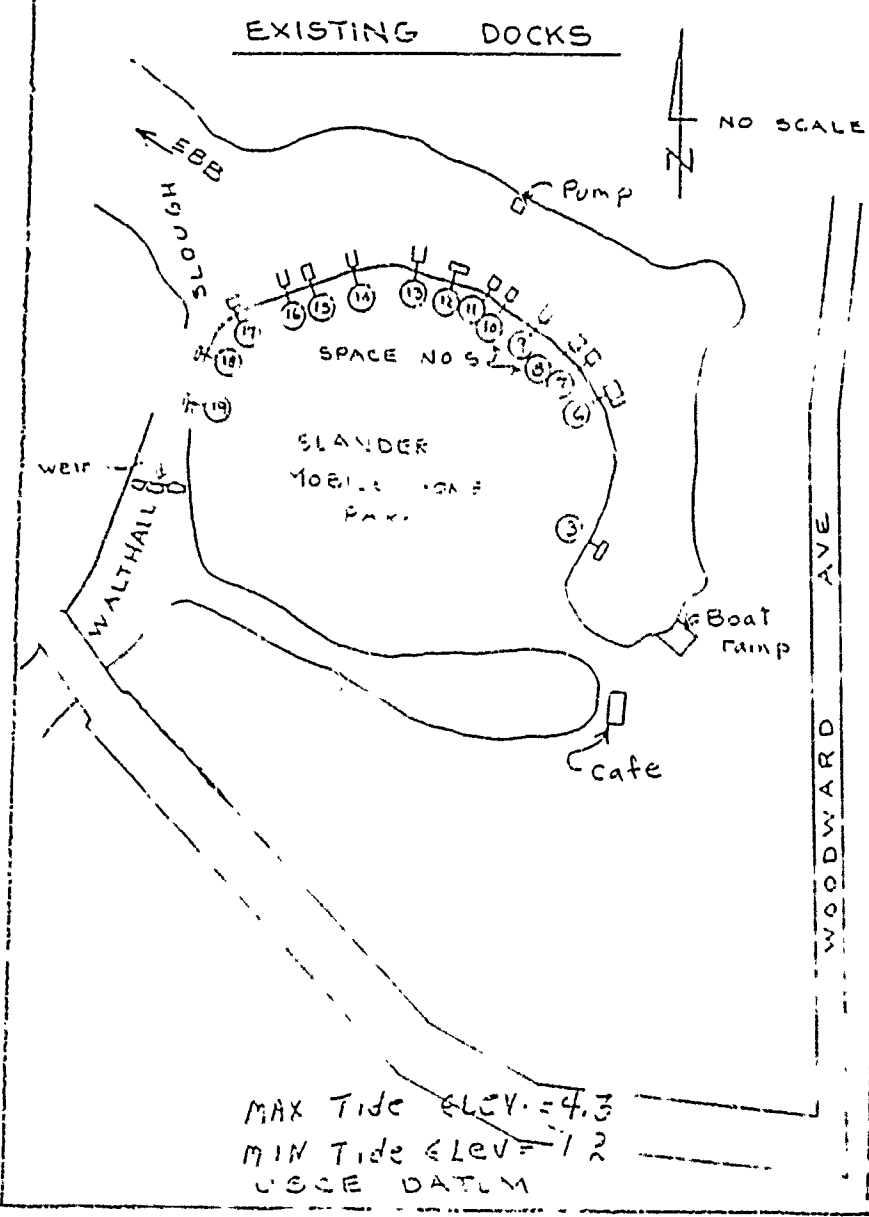 EXISTING DOCKS
NO SCALE
N
EBB
SLOUGH
Pump
16 15 14 13 12 11 10
17
18
19
SPACE NOS
9 8 7 6
3
weir
WALTHALL
Boat
ramp
Cafe
WOODWARD AVE
MAX Tide ELEV. = 4.3
MIN Tide ELEV =
DATUM